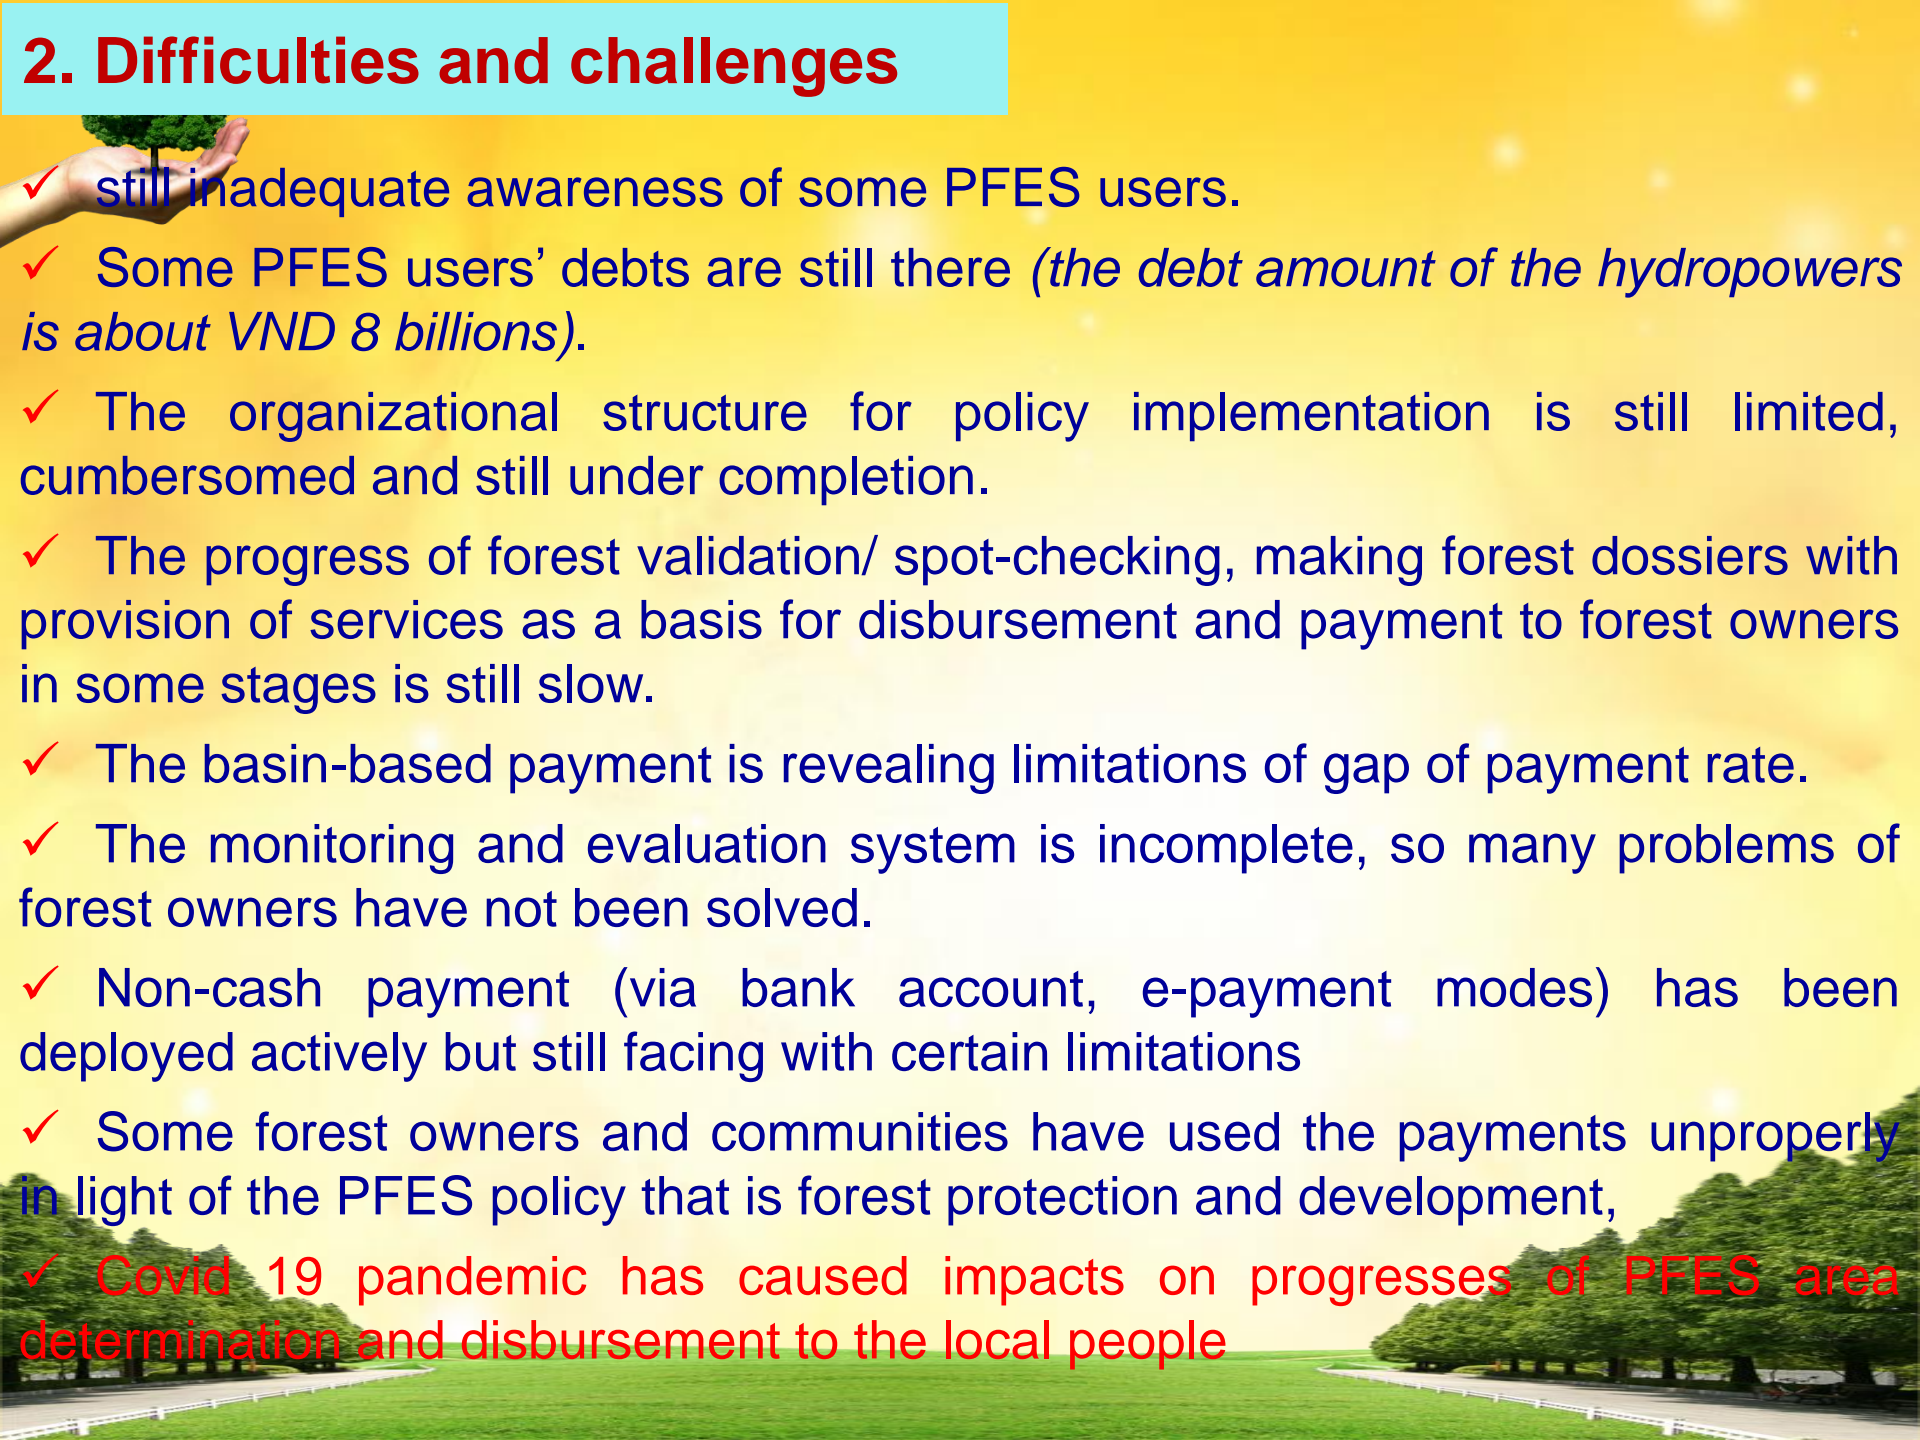 2. Difficulties and challenges
✓ still inadequate awareness of some PFES users.
✓ Some PFES users’ debts are still there (the debt amount of the hydropowers
is about VND 8 billions).
✓ The organizational structure for policy implementation is still limited,
cumbersomed and still under completion.
✓ The progress of forest validation/ spot-checking, making forest dossiers with
provision of services as a basis for disbursement and payment to forest owners
in some stages is still slow.
✓ The basin-based payment is revealing limitations of gap of payment rate.
✓ The monitoring and evaluation system is incomplete, so many problems of
forest owners have not been solved.
✓ Non-cash payment (via bank account, e-payment modes) has been
deployed actively but still facing with certain limitations
✓ Some forest owners and communities have used the payments unproperly
in light of the PFES policy that is forest protection and development,
✓ Covid 19 pandemic has caused impacts on progresses of PFES area
determination and disbursement to the local people